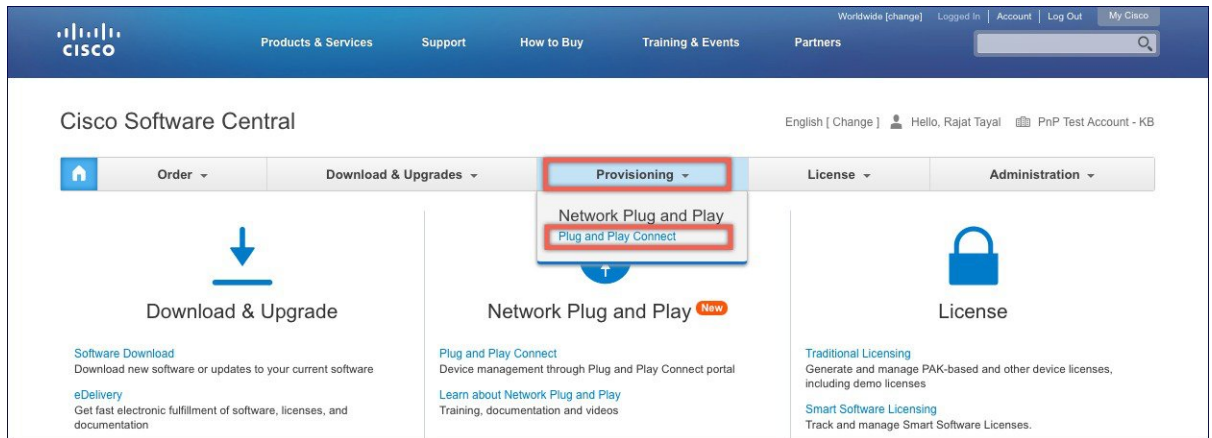 Worldwide [change] Logged In Account Log Out My Cisco
CISCO Products & Services Support How to Buy Training & Events Partners
Cisco Software Central
English [ Change ] Hello, Rajat Tayal PnP Test Account - KB
Order Download & Upgrades Provisioning License Administration
Network Plug and Play
Plug and Play Connect
Download & Upgrade
Software Download
Download new software or updates to your current software
eDelivery
Get fast electronic fulfillment of software, licenses, and
documentation
Network Plug and Play New
Plug and Play Connect
Device management through Plug and Play Connect portal
Learn about Network Plug and Play
Training, documentation and videos
License
Traditional Licensing
Generate and manage PAK-based and other device licenses,
including demo licenses
Smart Software Licensing
Track and manage Smart Software Licenses.